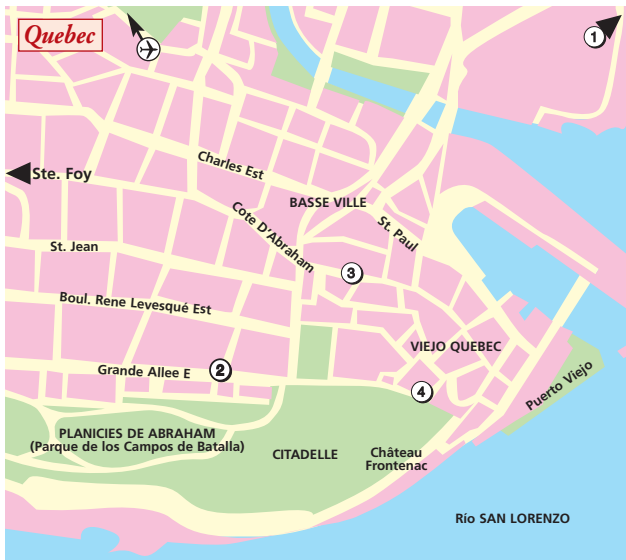 Quebec
1
Ste. Foy
Charles Est
BASSE VILLE
Cote D'Abraham
St. Paul
St. Jean
3
Boul. Rene Levesqué Est
VIEJO QUEBEC
Grande Allee E
2
4
Puerto Viejo
PLANICIES DE ABRAHAM
(Parque de los Campos de Batalla)
CITADELLE
Château
Frontenac
Río SAN LORENZO